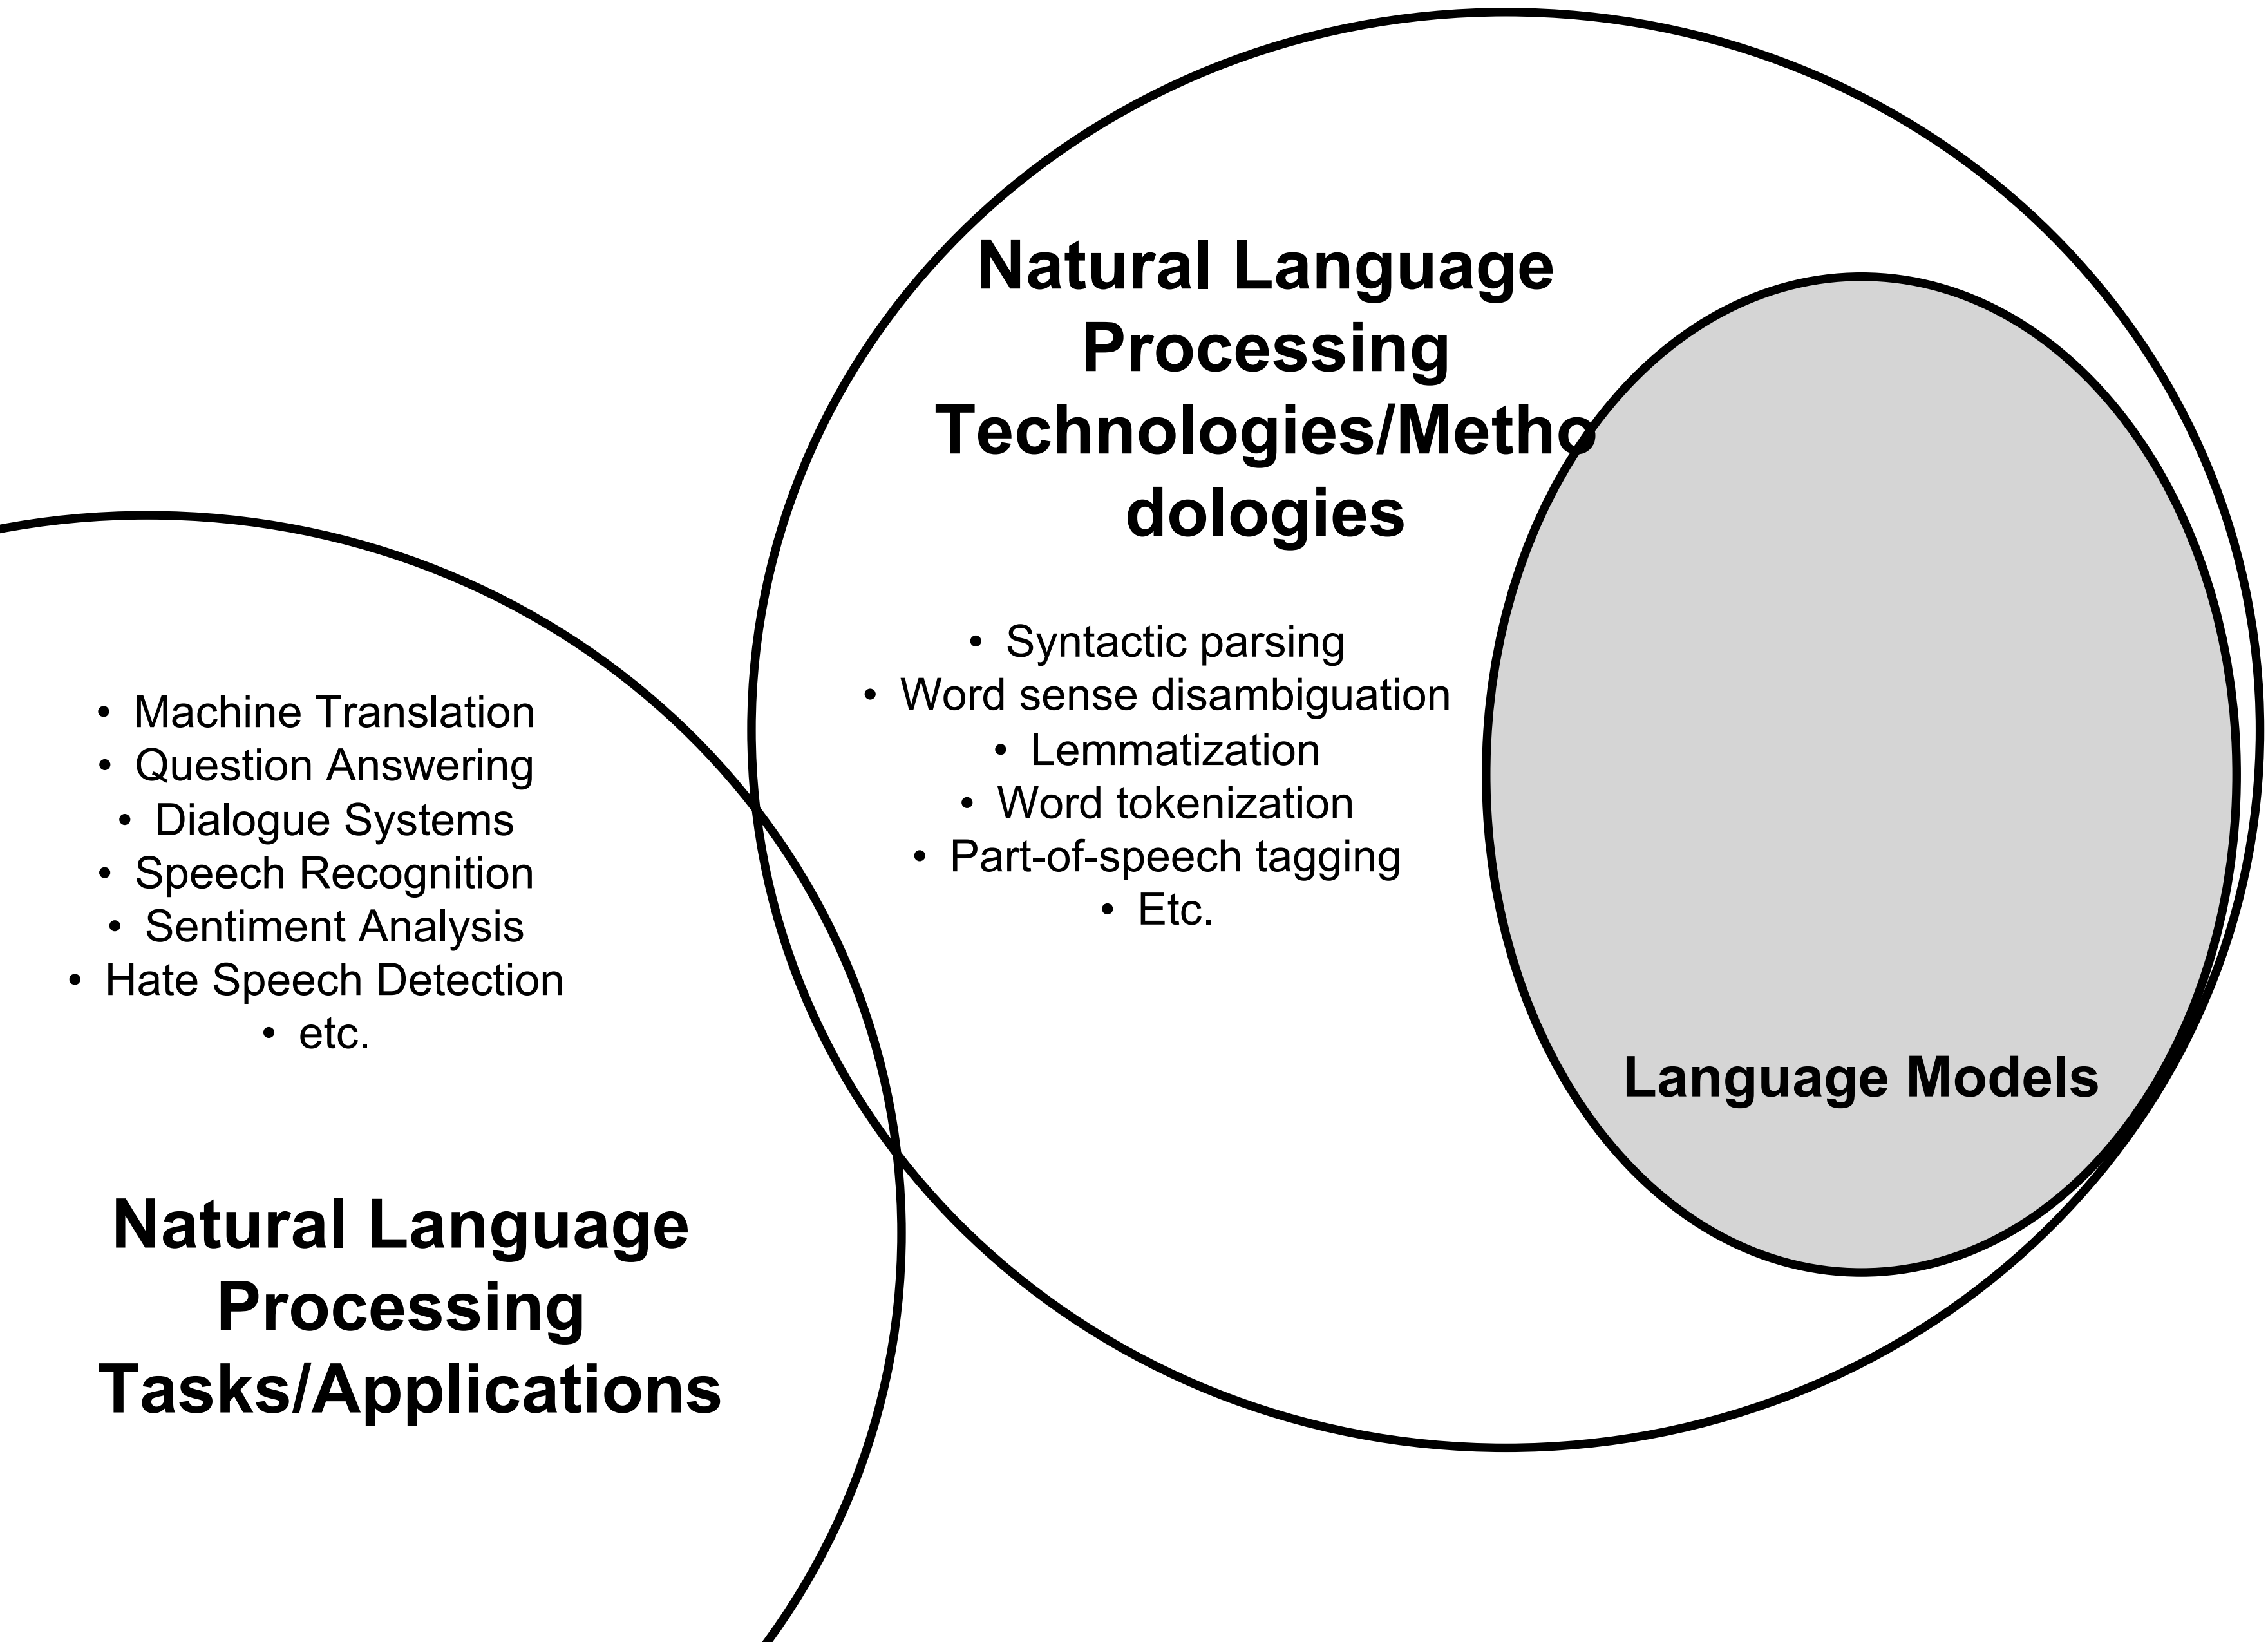 Natural Language
Processing
Technologies/Metho
dologies
• Syntactic parsing
• Word sense disambiguation
• Lemmatization
• Word tokenization
• Part-of-speech tagging
• Etc.
• Machine Translation
• Question Answering
• Dialogue Systems
• Speech Recognition
• Sentiment Analysis
• Hate Speech Detection
• etc.
Language Models
Natural Language
Processing
Tasks/Applications